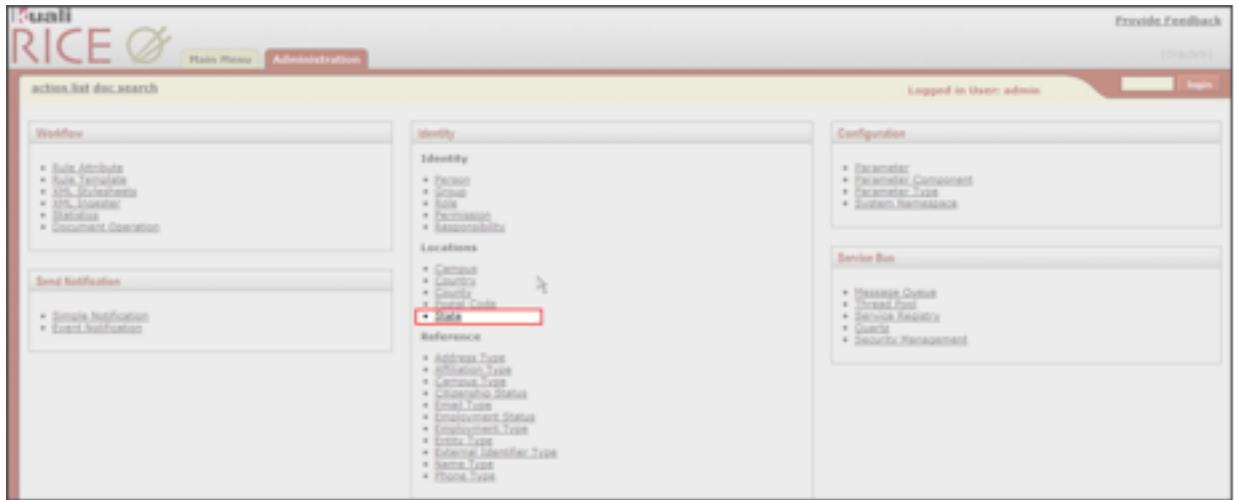 Kuali
RICE
Provide Feedback
Main Menu
Administration
action list doc search
Logged in User: admin
login
Workflow
Rule Attribute
Rule Template
XML Stylesheets
XML Ingester
Statistics
Document Operation
Send Notification
Simple Notification
Event Notification
Identity
Identity
Person
Group
Role
Permission
Responsibility
Locations
Campus
Country
County
Postal Code
State
Reference
Address Type
Affiliation Type
Campus Type
Citizenship Status
Email Type
Employment Status
Employment Type
Entity Type
External Identifier Type
Name Type
Phone Type
Configuration
Parameter
Parameter Component
Parameter Type
System Namespace
Service Bus
Message Queue
Thread Pool
Service Registry
Quartz
Security Management